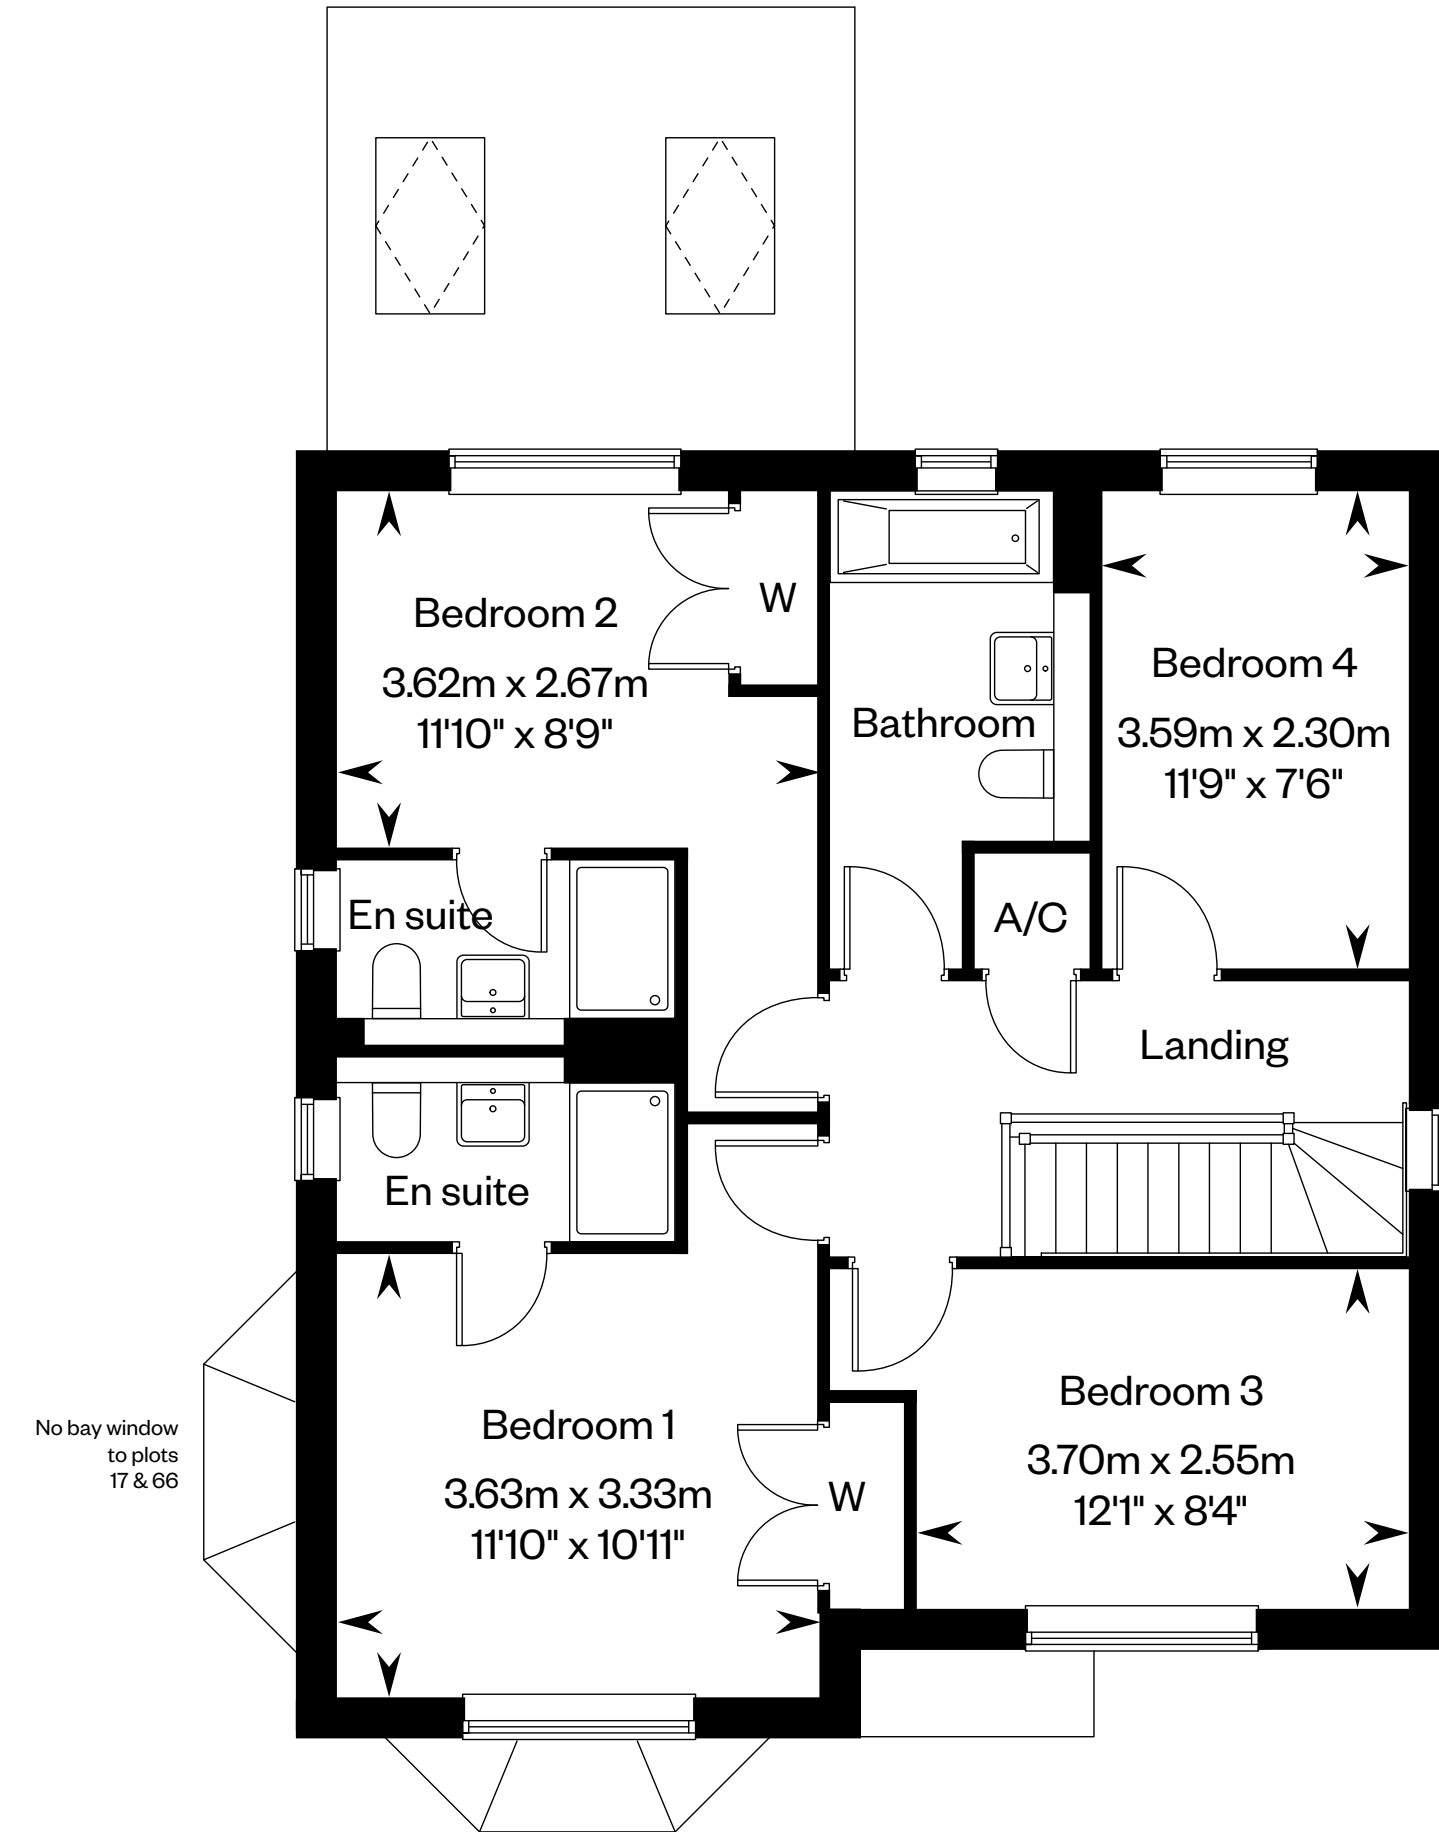 Bedroom 2
3.62m x 2.67m
11'10" x 8'9"
W
Bathroom
Bedroom 4
3.59m x 2.30m
11'9" x 7'6"
En suite
A/C
Landing
En suite
Bedroom 1
3.63m x 3.33m
11'10" x 10'11"
W
Bedroom 3
3.70m x 2.55m
12'1" x 8'4"
No bay window
to plots
17 & 66